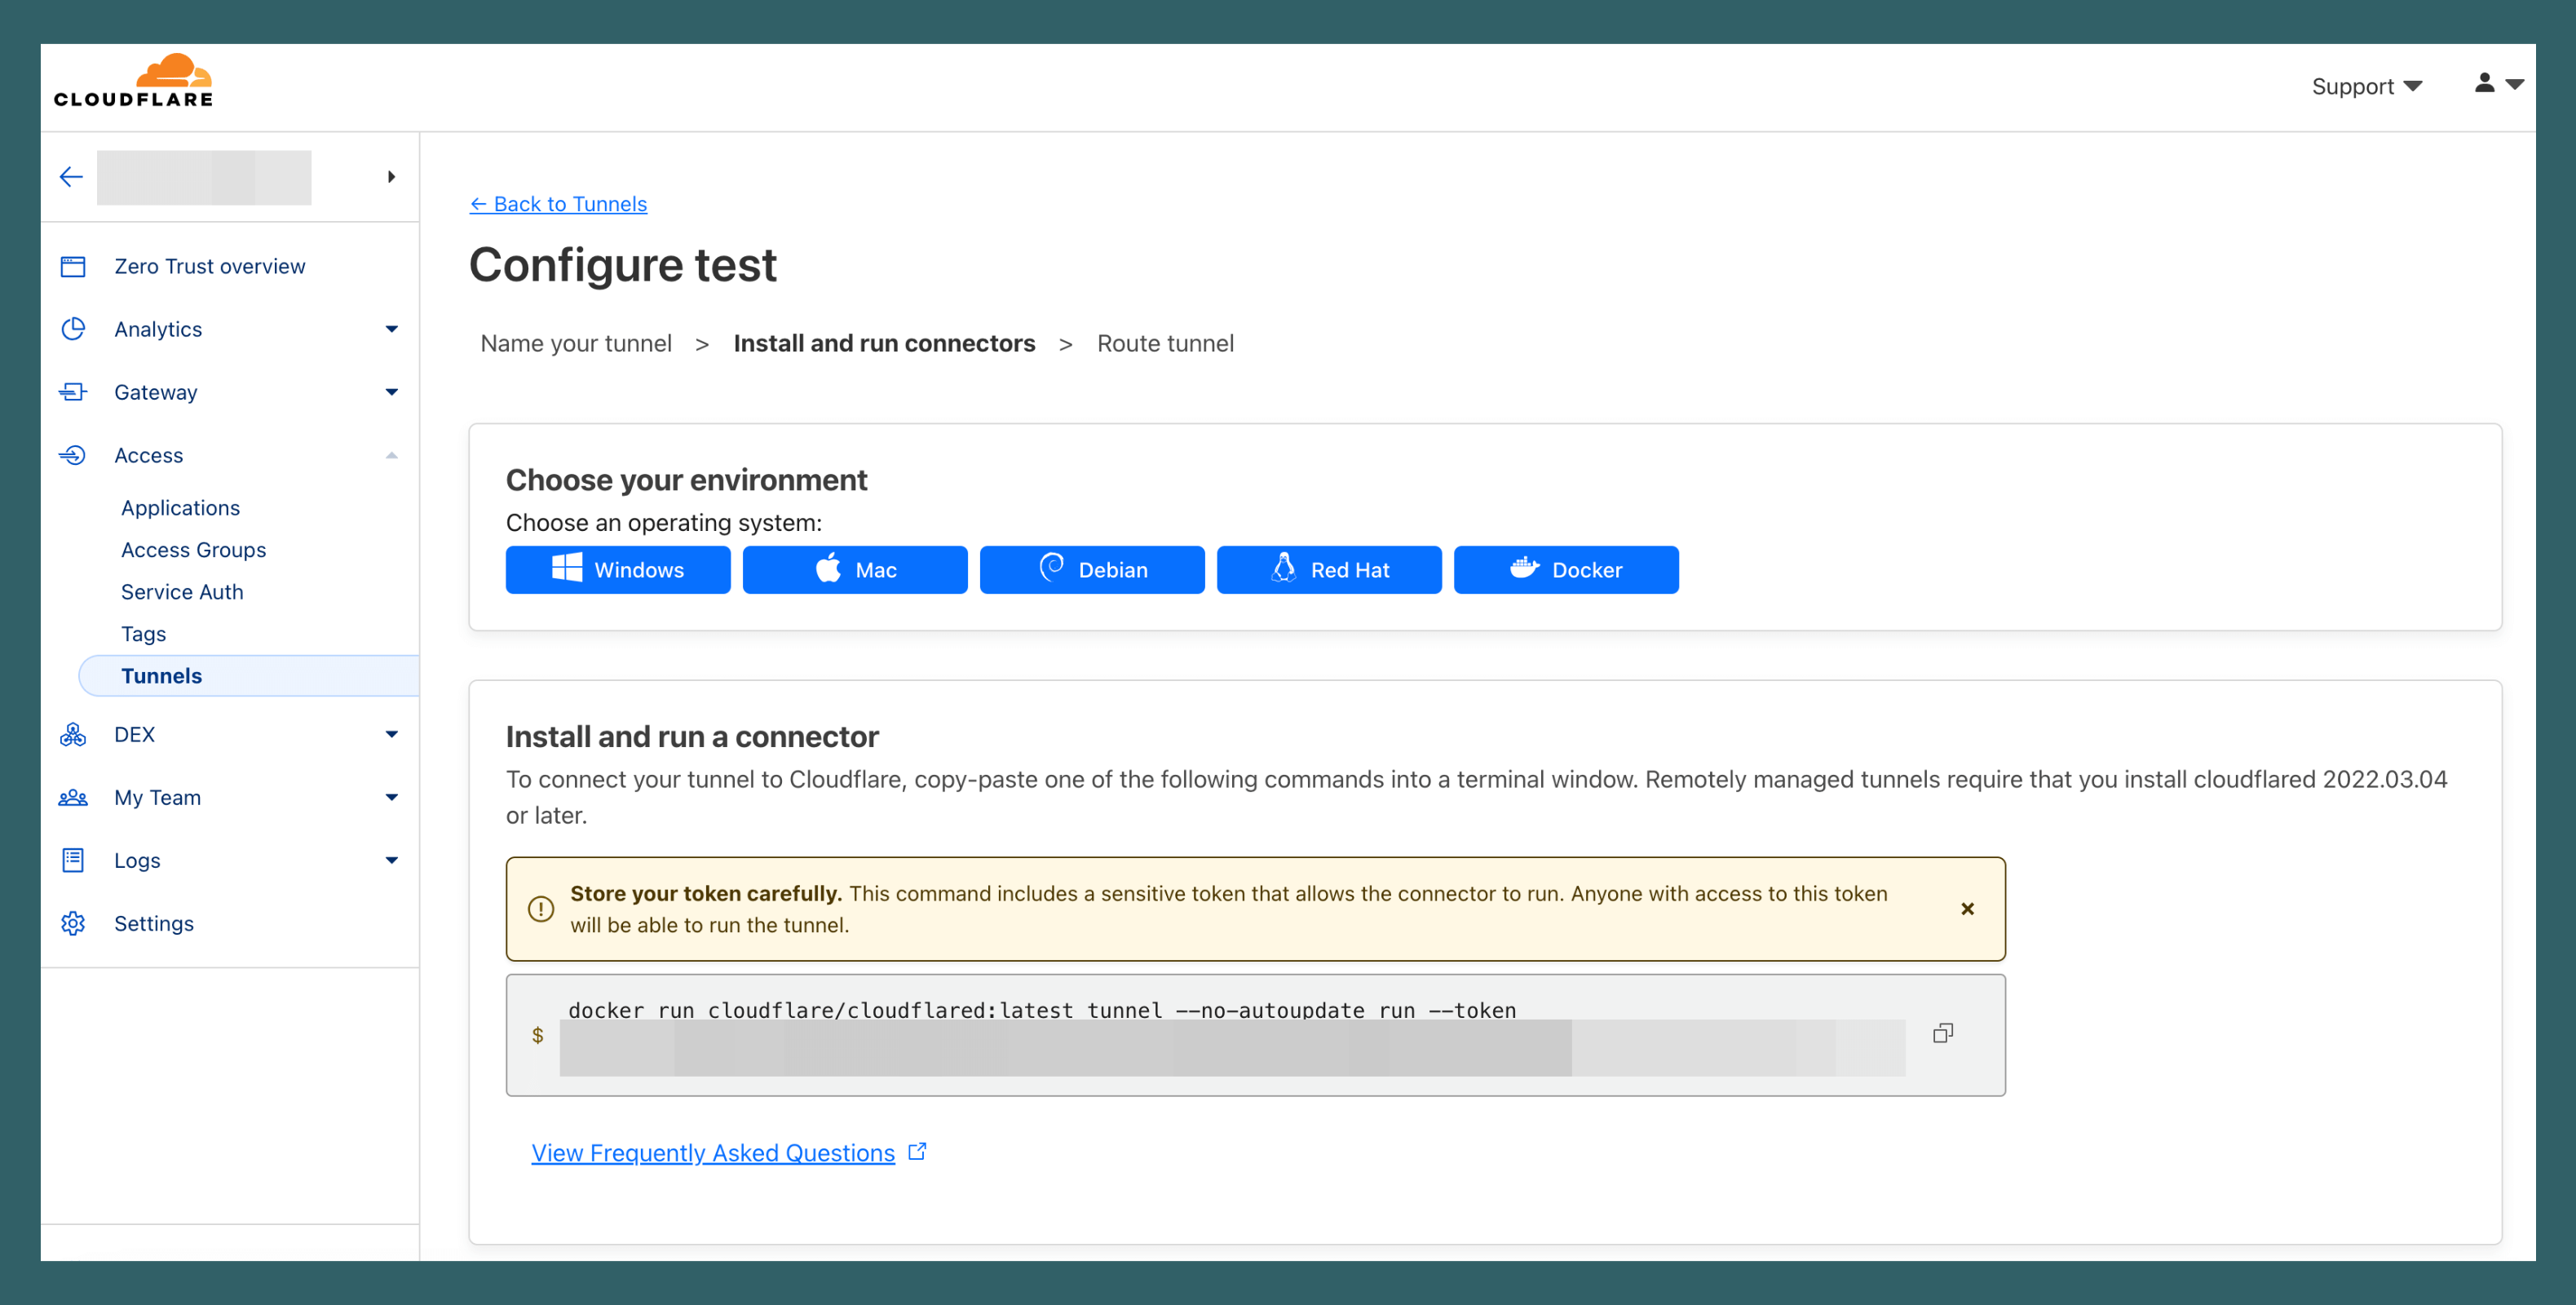 CLOUDFLARE
Support
Zero Trust overview
Analytics
Gateway
Access
Applications
Access Groups
Service Auth
Tags
Tunnels
DEX
My Team
Logs
Settings
← Back to Tunnels
Configure test
Name your tunnel > Install and run connectors > Route tunnel
Choose your environment
Choose an operating system:
Windows Mac Debian Red Hat Docker
Install and run a connector
To connect your tunnel to Cloudflare, copy-paste one of the following commands into a terminal window. Remotely managed tunnels require that you install cloudflared 2022.03.04
or later.
Store your token carefully. This command includes a sensitive token that allows the connector to run. Anyone with access to this token
will be able to run the tunnel.
docker run cloudflare/cloudflared:latest tunnel --no-autoupdate run --token
$
View Frequently Asked Questions